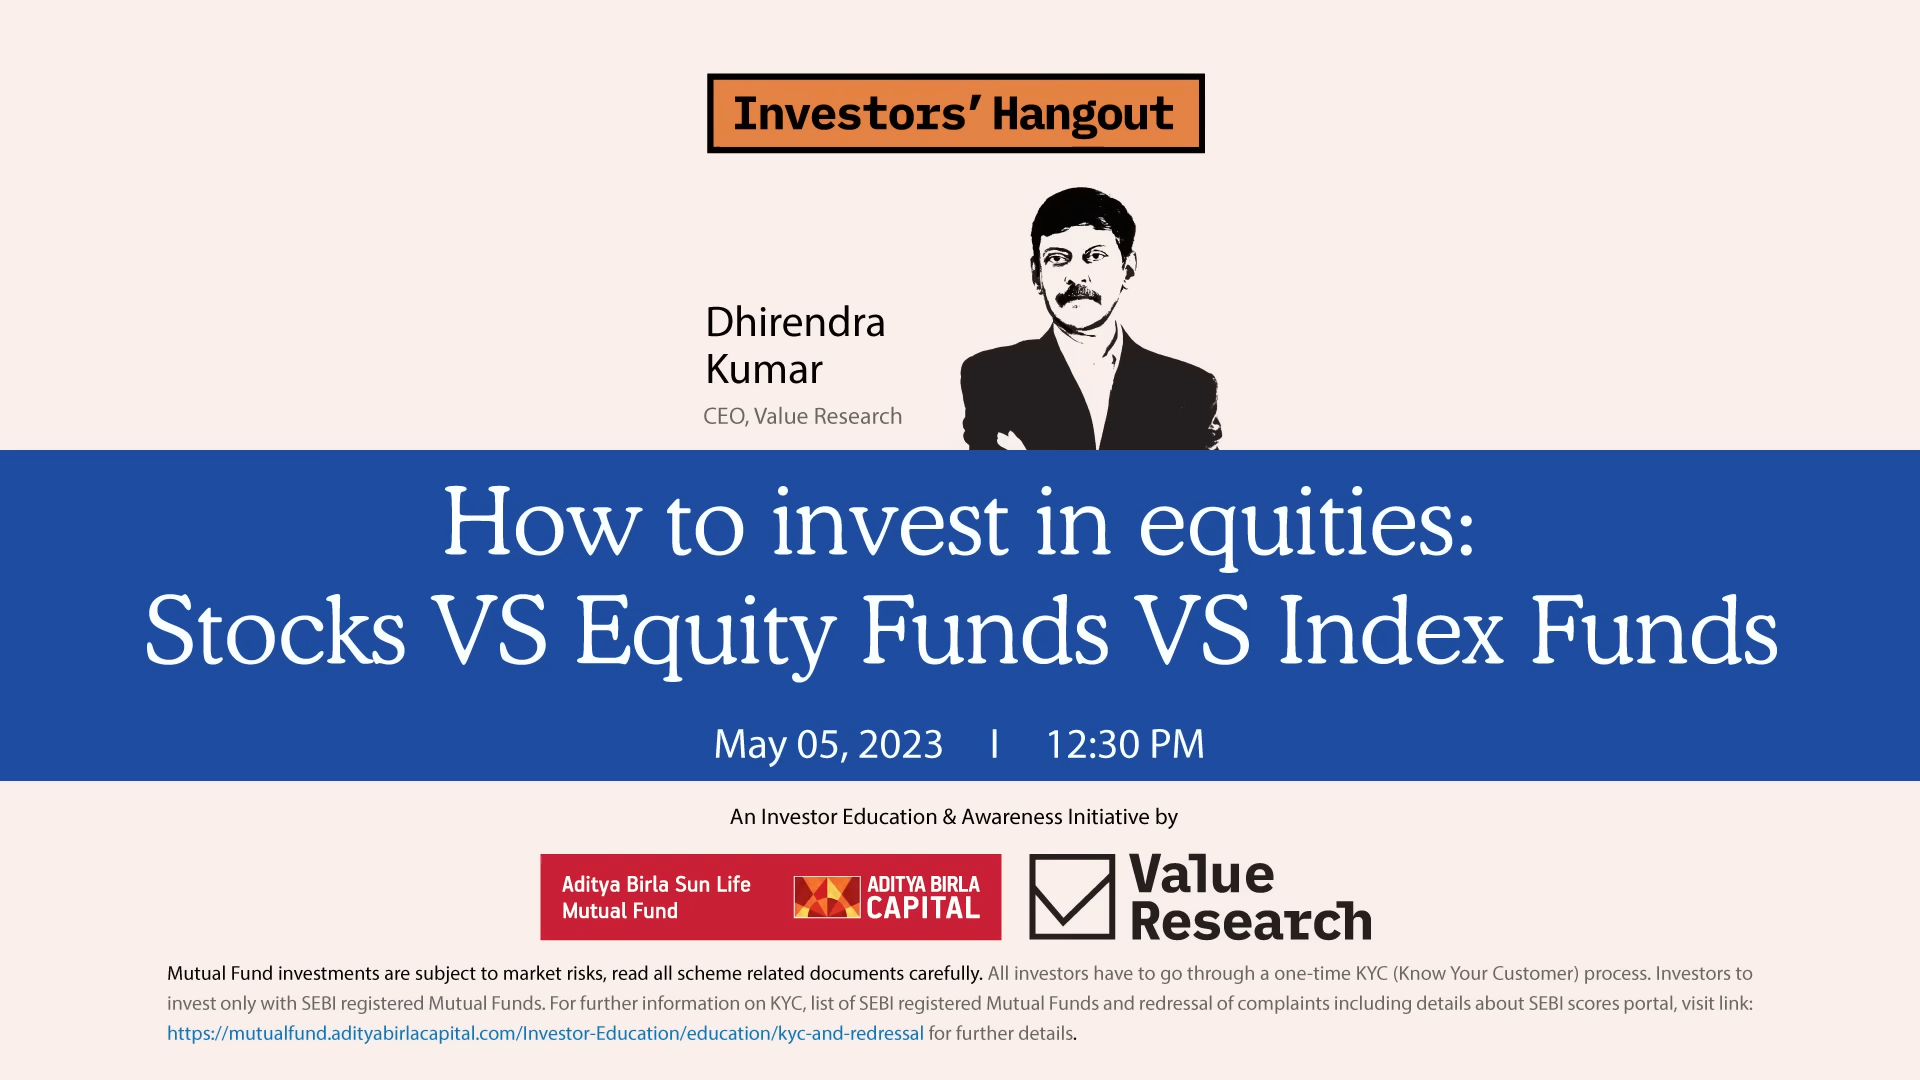 Investors’ Hangout
Dhirendra
Kumar
CEO, Value Research
How to invest in equities:
Stocks VS Equity Funds VS Index Funds
May 05, 2023 | 12:30 PM
An Investor Education & Awareness Initiative by
Aditya Birla Sun Life
Mutual Fund
ADITYA BIRLA
CAPITAL
Value
Research
Mutual Fund investments are subject to market risks, read all scheme related documents carefully. All investors have to go through a one-time KYC (Know Your Customer) process. Investors to
invest only with SEBI registered Mutual Funds. For further information on KYC, list of SEBI registered Mutual Funds and redressal of complaints including details about SEBI scores portal, visit link:
https://mutualfund.adityabirlacapital.com/Investor-Education/education/kyc-and-redressal for further details.